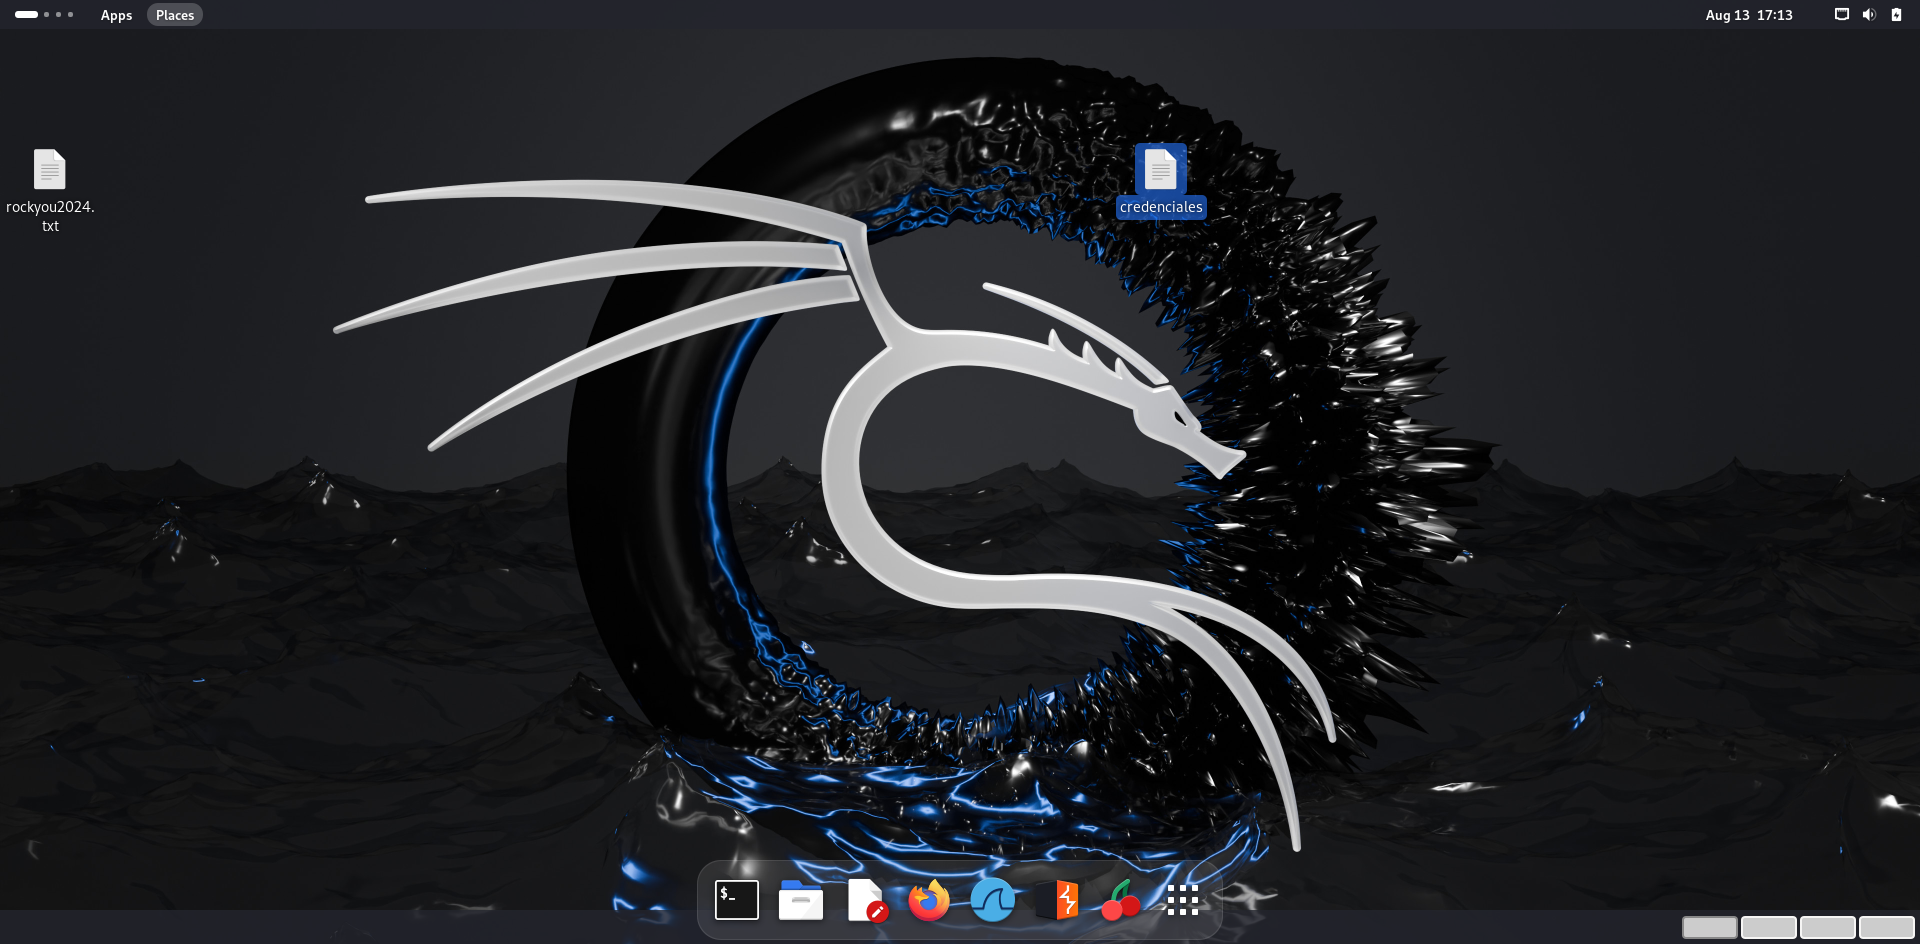 Apps Places Aug 13 17:13
rockyou2024.
txt
credenciales
$_